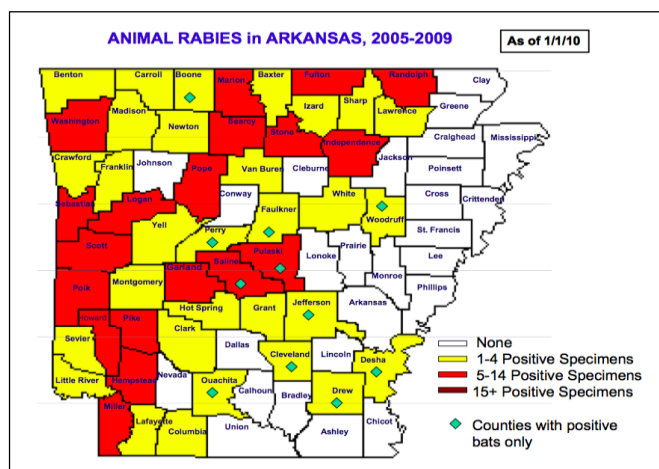 ANIMAL RABIES in ARKANSAS, 2005-2009
As of 1/1/10
Benton
Carroll
Boone
Marion
Baxter
Fulton
Randolph
Clay
Washington
Madison
Newton
Searcy
Stone
Izard
Sharp
Lawrence
Greene
Craighead
Mississippi
Crawford
Franklin
Johnson
Pope
Van Buren
Cleburne
Independence
Jackson
Poinsett
Sebastian
Logan
Conway
Faulkner
White
Woodruff
Cross
Crittenden
Scott
Yell
Perry
Pulaski
Lonoke
Prairie
St. Francis
Lee
Monroe
Phillips
Polk
Montgomery
Garland
Saline
Hot Spring
Grant
Jefferson
Arkansas
Howard
Pike
Clark
Sevier
Dallas
Cleveland
Lincoln
Desha
Little River
Hempstead
Nevada
Ouachita
Calhoun
Bradley
Drew
Miller
Lafayette
Columbia
Union
Ashley
Chicot
None
1-4 Positive Specimens
5-14 Positive Specimens
15+ Positive Specimens
Counties with positive
bats only